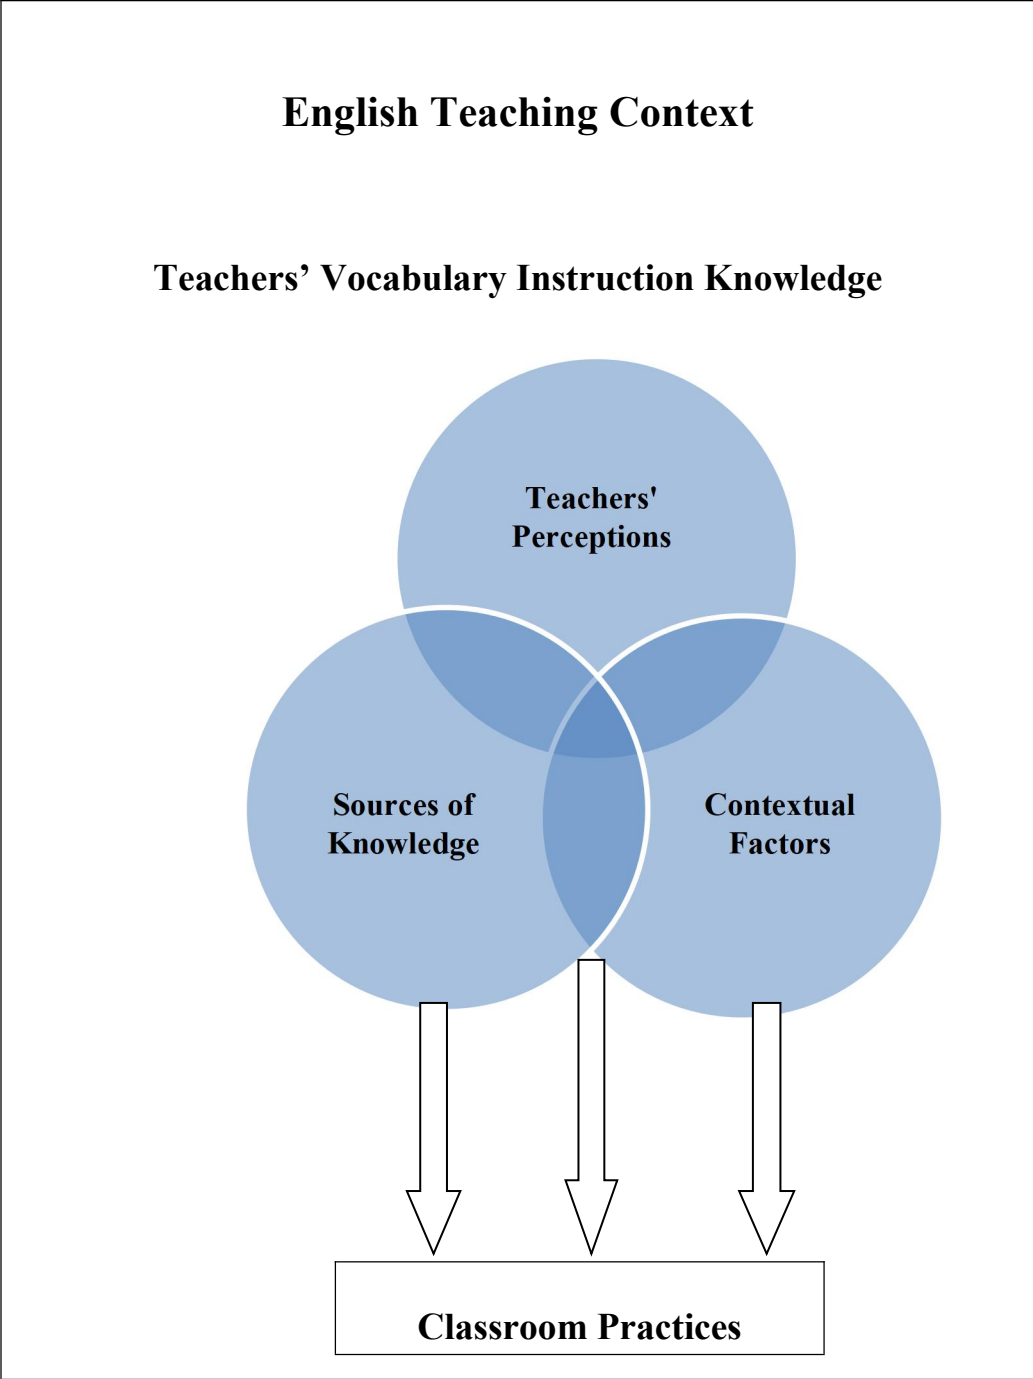 English Teaching Context
Teachers’ Vocabulary Instruction Knowledge
Teachers'
Perceptions
Sources of
Knowledge
Contextual
Factors
Classroom Practices